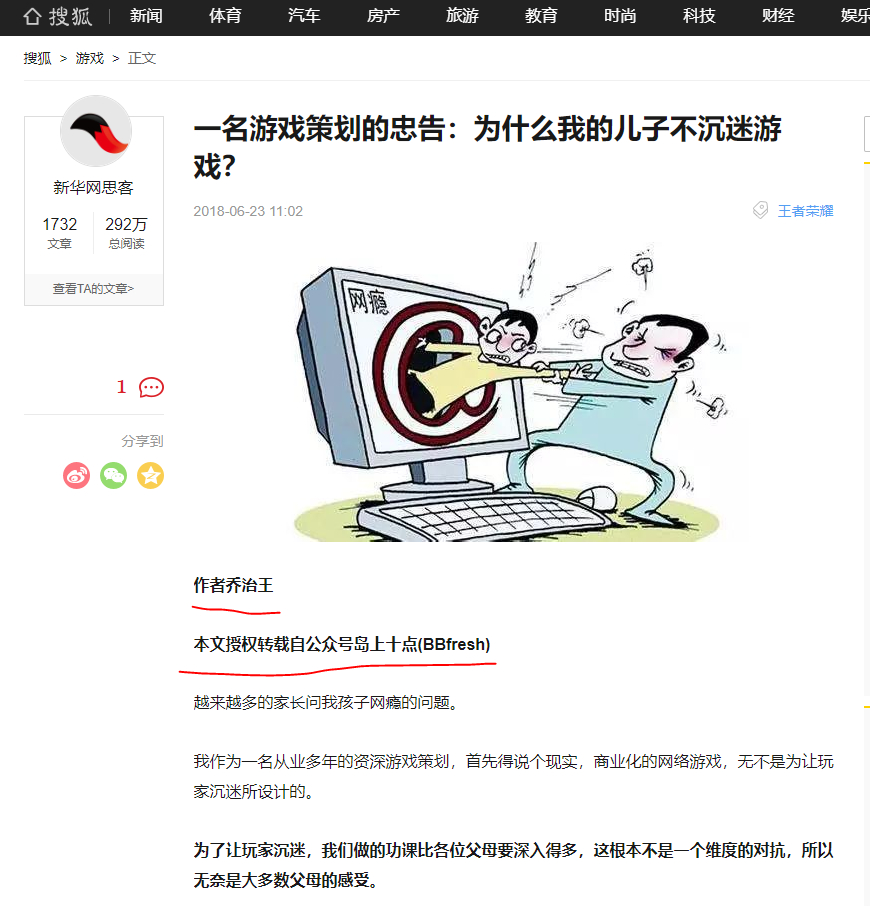 搜狐 新闻 体育 汽车 房产 旅游 教育 时尚 科技 财经 娱乐
搜狐 > 游戏 > 正文
新华网思客
1732 292万
文章 总阅读
查看TA的文章>
1
分享到
一名游戏策划的忠告：为什么我的儿子不沉迷游
戏？
2018-06-23 11:02 王者荣耀
网瘾
@
作者乔治王
本文授权转载自公众号岛上十点(BBfresh)
越来越多的家长问我孩子网瘾的问题。
我作为一名从业多年的资深游戏策划，首先得说个现实，商业化的网络游戏，无不是为让玩
家沉迷所设计的。
为了让玩家沉迷，我们做的功课比各位父母要深入得多，这根本不是一个维度的对抗，所以
无奈是大多数父母的感受。